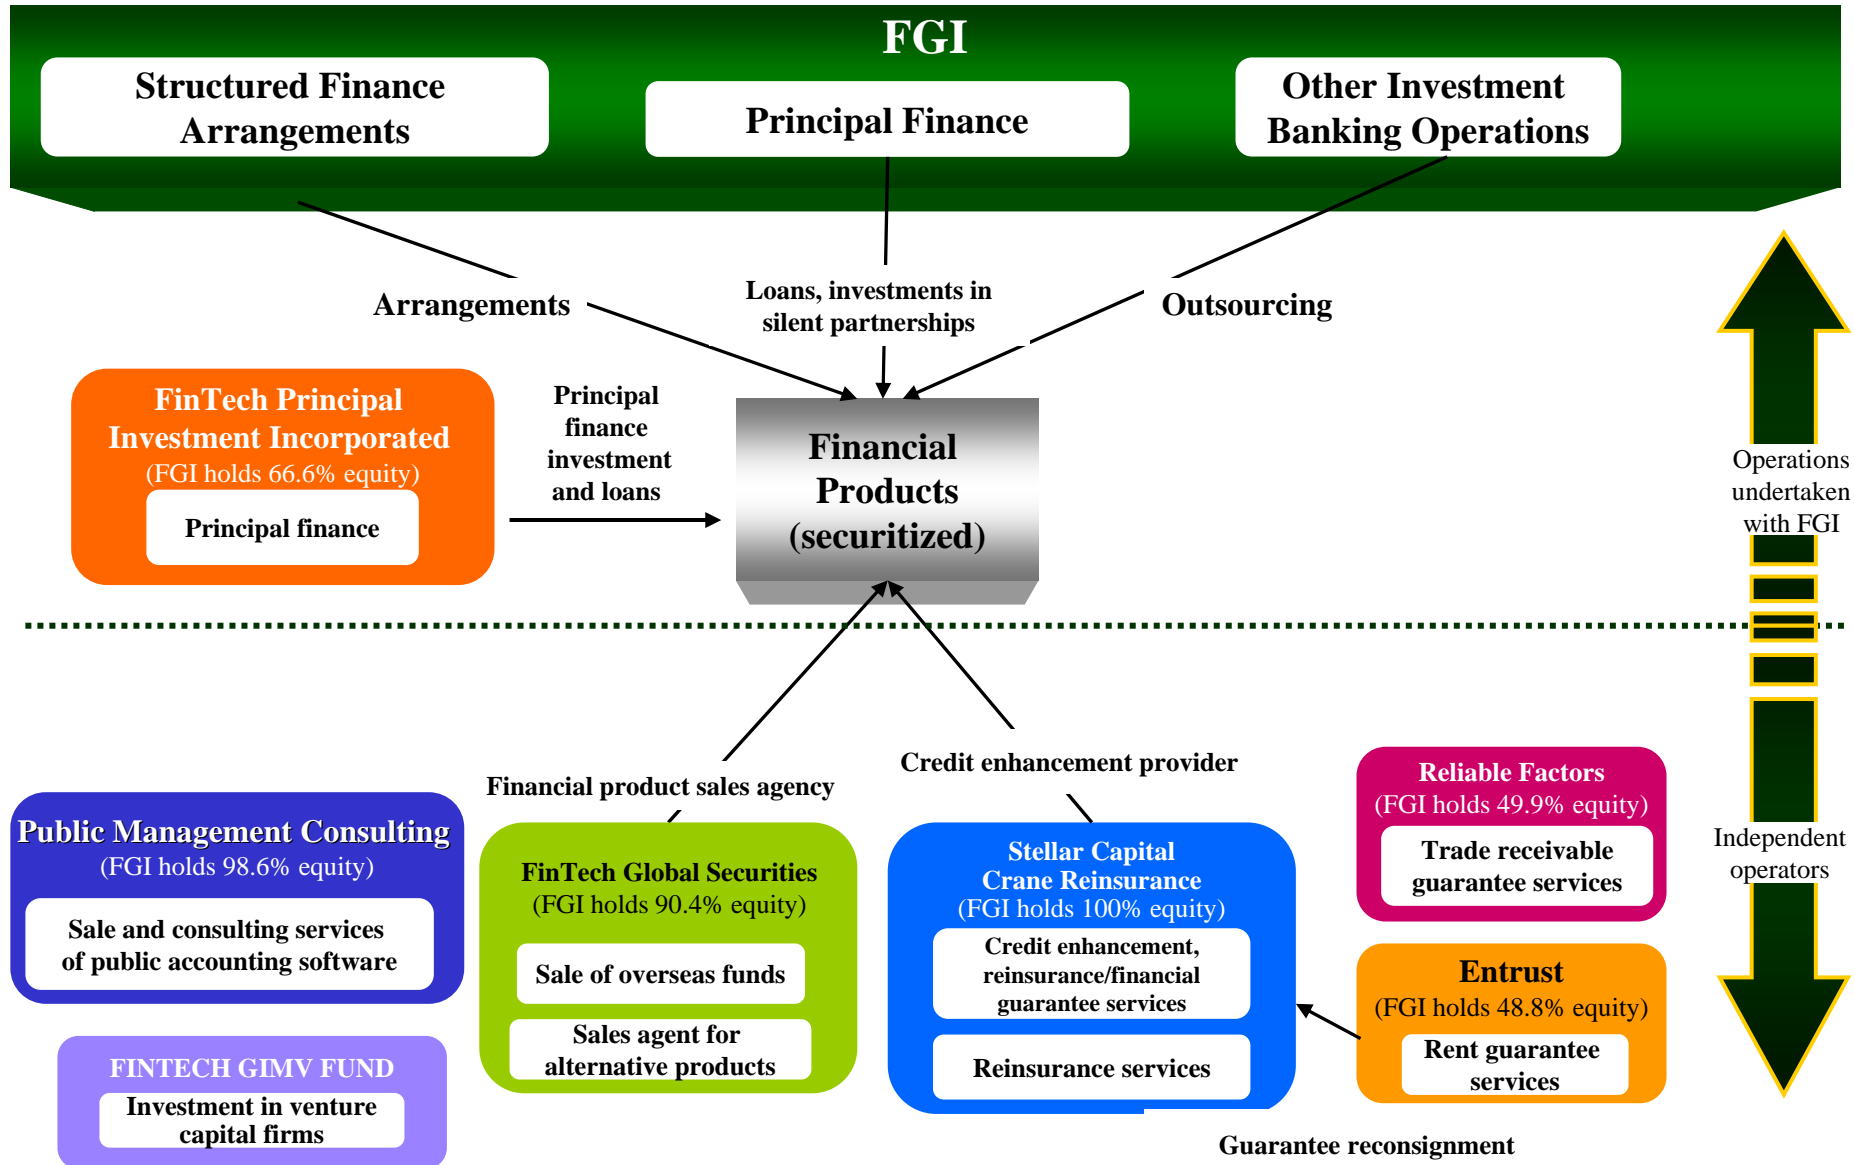 FGI
Structured Finance
Arrangements
Principal Finance
Other Investment
Banking Operations
Arrangements
Loans, investments in
silent partnerships
Outsourcing
FinTech Principal
Investment Incorporated
(FGI holds 66.6% equity)
Principal finance
Principal
finance
investment
and loans
Financial
Products
(securitized)
Operations
undertaken
with FGI
Financial product sales agency
Credit enhancement provider
Public Management Consulting
(FGI holds 98.6% equity)
Sale and consulting services
of public accounting software
FINTECH GIMV FUND
Investment in venture
capital firms
FinTech Global Securities
(FGI holds 90.4% equity)
Sale of overseas funds
Sales agent for
alternative products
Stellar Capital
Crane Reinsurance
(FGI holds 100% equity)
Credit enhancement,
reinsurance/financial
guarantee services
Reinsurance services
Reliable Factors
(FGI holds 49.9% equity)
Trade receivable
guarantee services
Entrust
(FGI holds 48.8% equity)
Rent guarantee
services
Independent
operators
Guarantee reconsignment